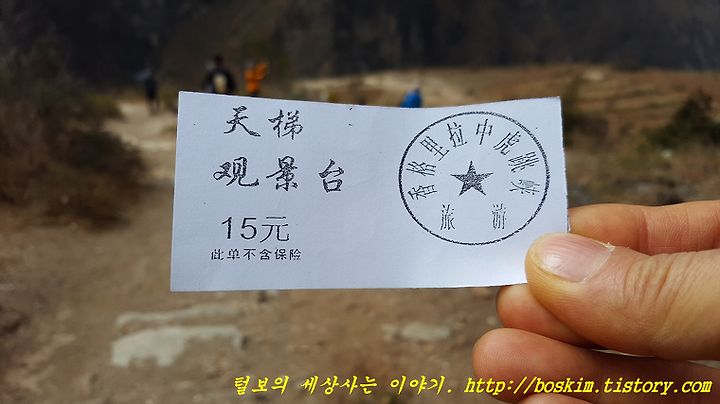 天梯
观景台
15元
此单不含保险
香格里拉中虎跳峡
旅游
털보의 세상사는 이야기. http://boskim.tistory.com